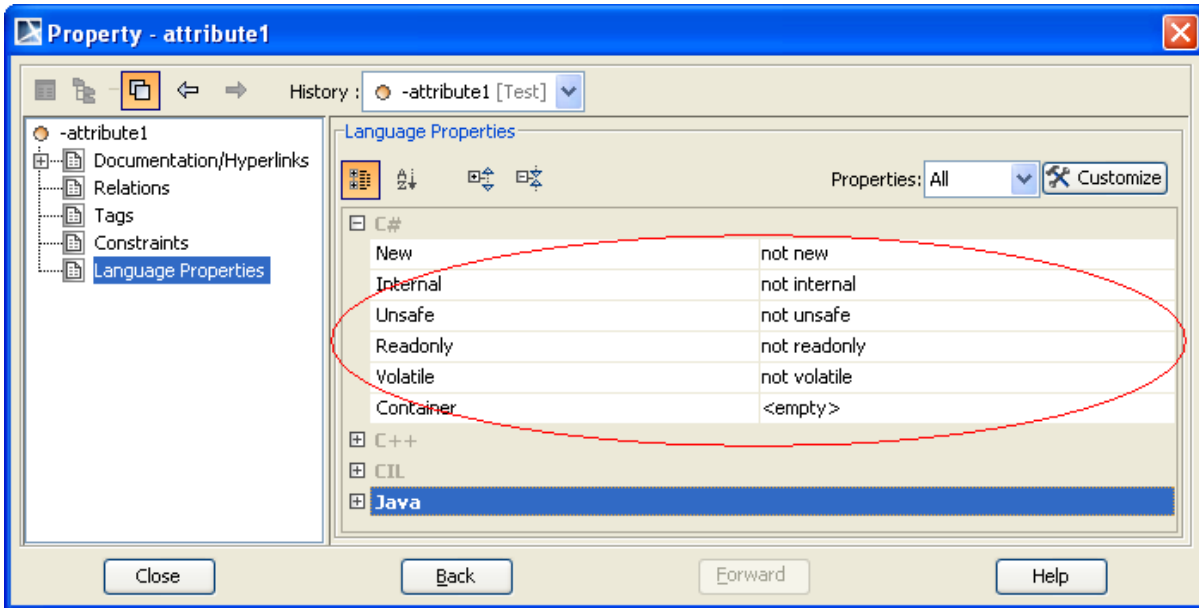 Property - attribute1
History : -attribute1 [Test]
-attribute1
Documentation/Hyperlinks
Relations
Tags
Constraints
Language Properties
Language Properties
Properties: All Customize
C#
New not new
Internal not internal
Unsafe not unsafe
Readonly not readonly
Volatile not volatile
Container <empty>
C++
CIL
Java
Close Back Forward Help